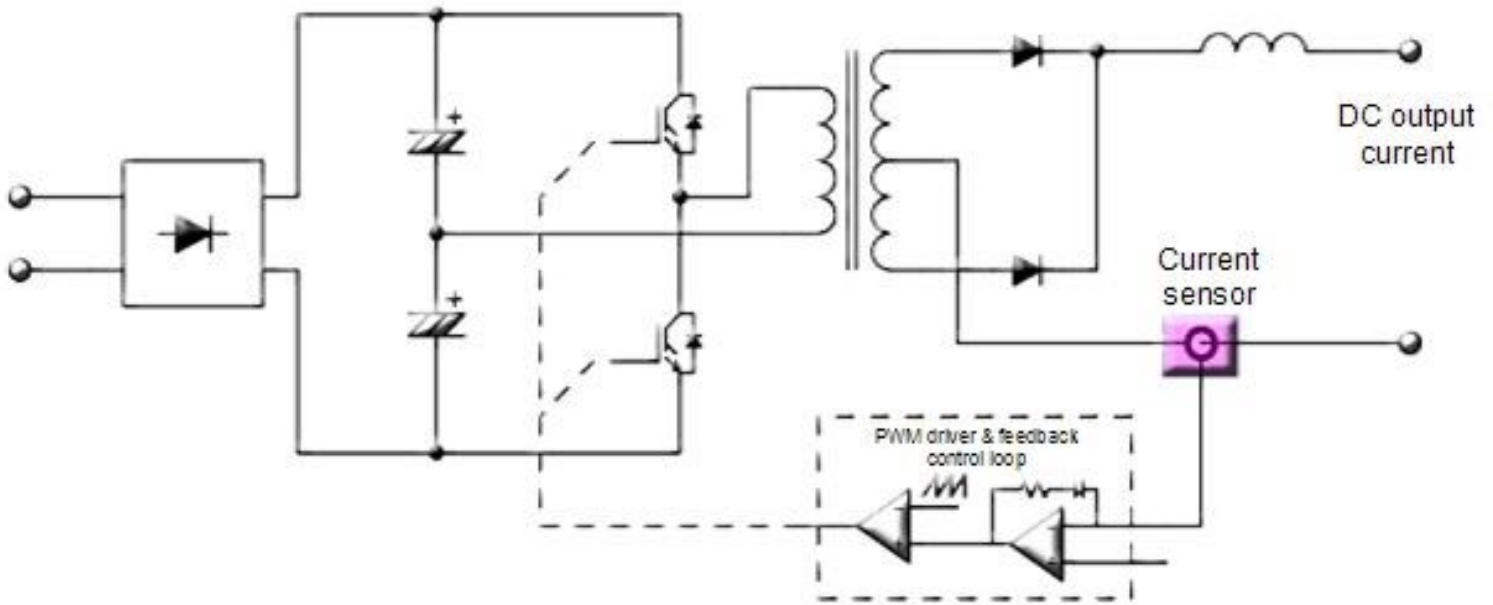 DC output
current
Current
sensor
PWM driver & feedback
control loop